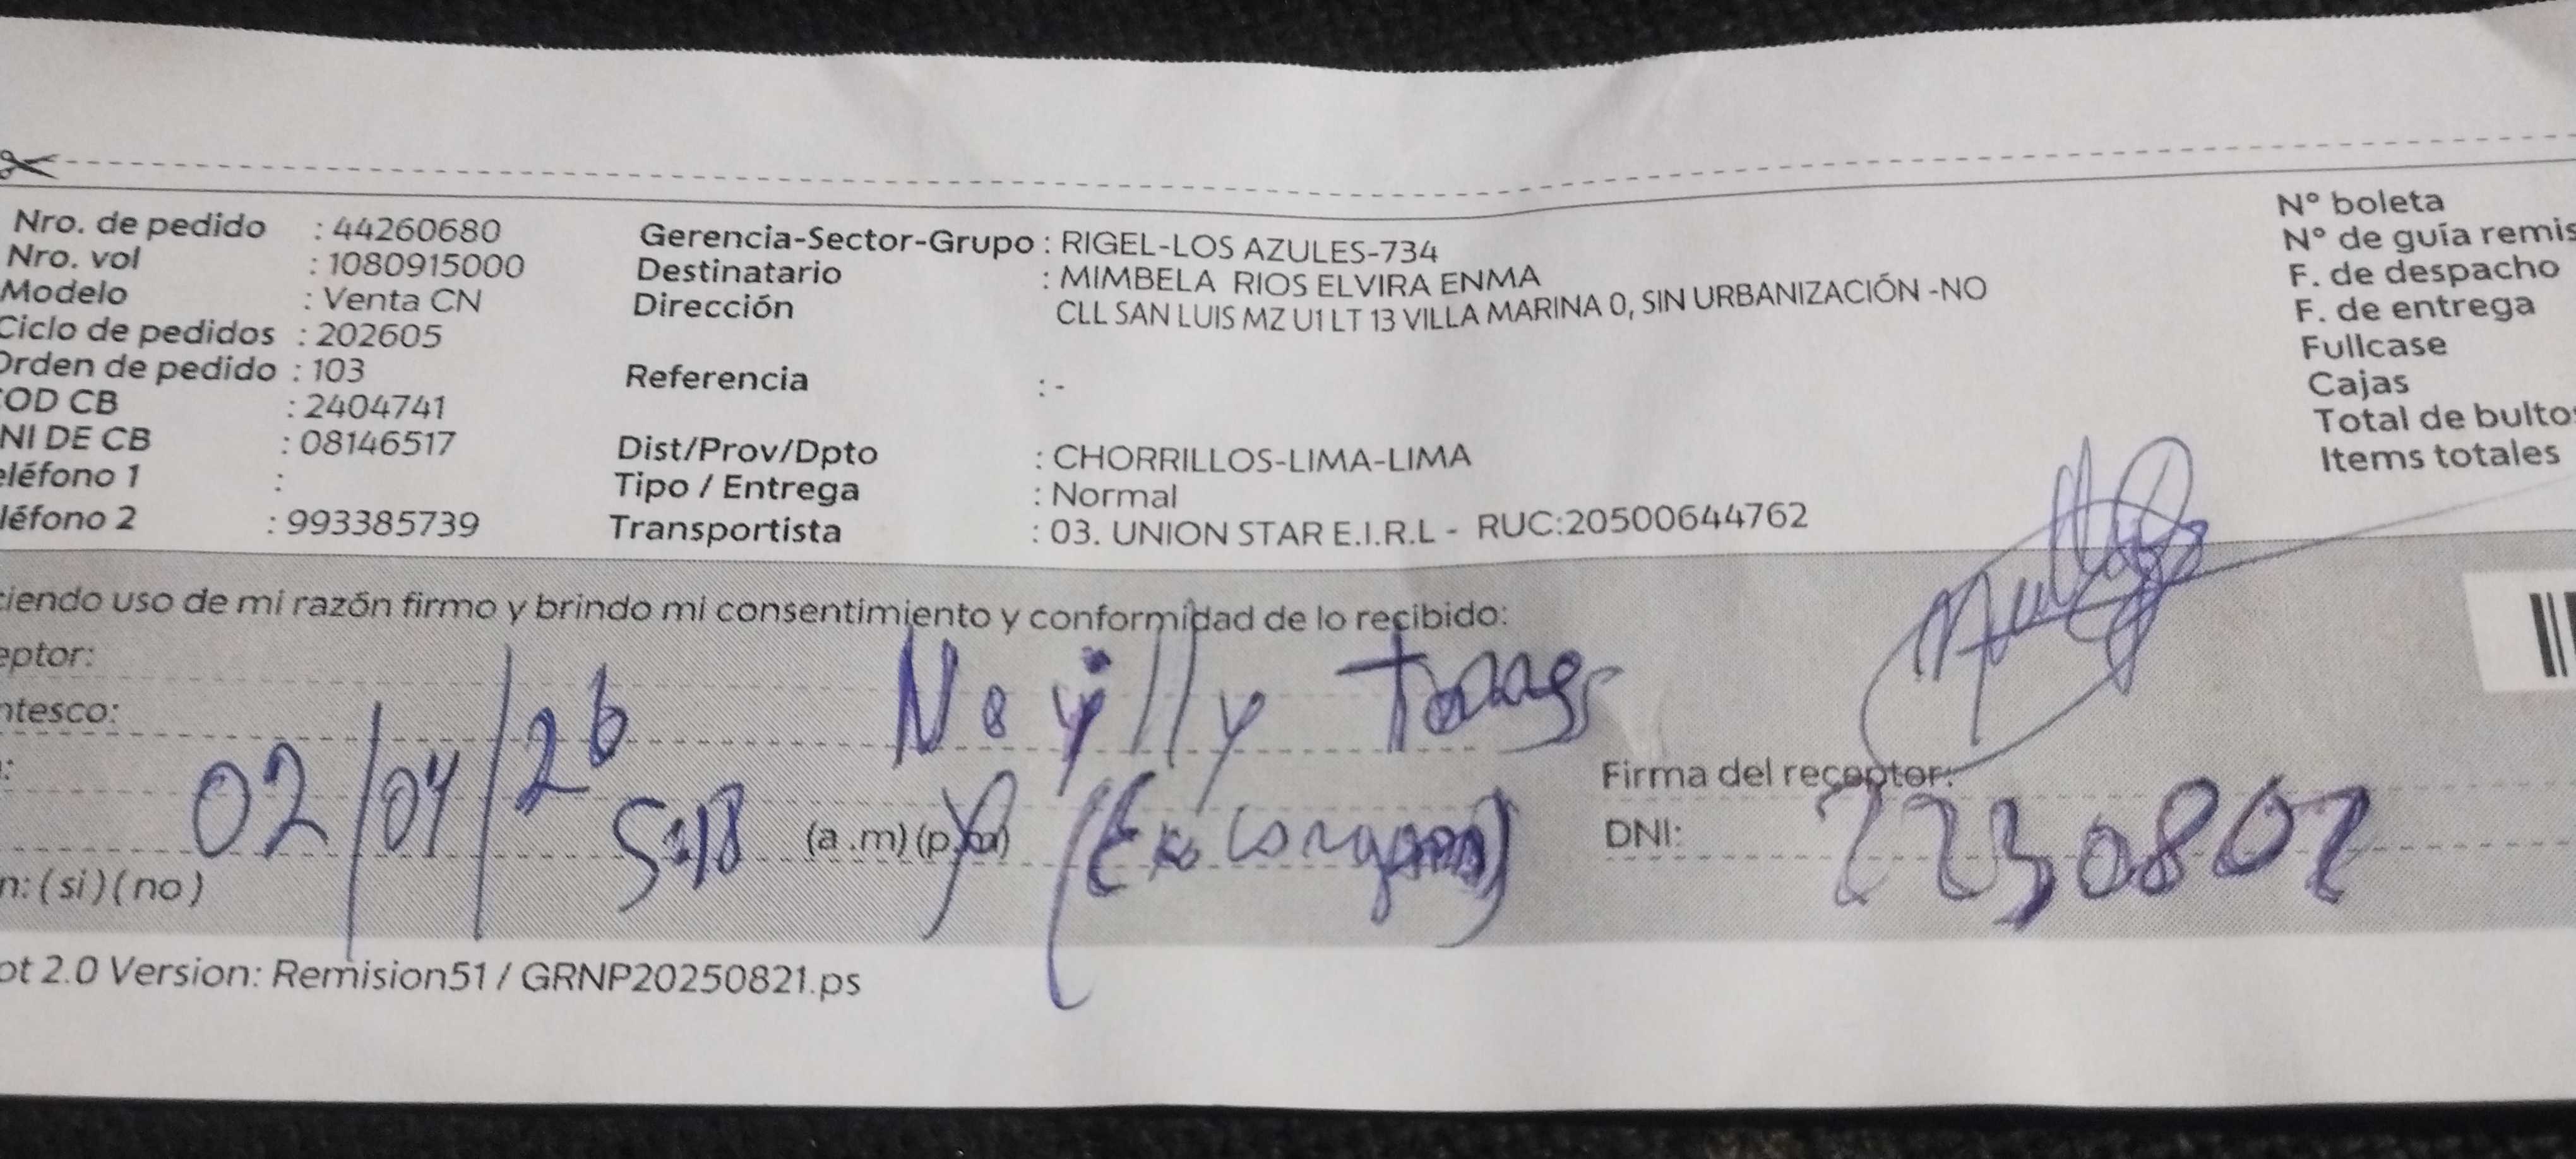 Nro. de pedido : 44260680
Nro. vol : 1080915000
Modelo : Venta CN
Ciclo de pedidos : 202605
Orden de pedido : 103
COD CB : 2404741
NI DE CB : 08146517
eléfono 1 :
léfono 2 : 993385739
Gerencia-Sector-Grupo : RIGEL-LOS AZULES-734
Destinatario : MIMBELA RIOS ELVIRA ENMA
Dirección CLL SAN LUIS MZ U1 LT 13 VILLA MARINA 0, SIN URBANIZACIÓN -NO
Referencia : -
Dist/Prov/Dpto : CHORRILLOS-LIMA-LIMA
Tipo / Entrega : Normal
Transportista : 03. UNION STAR E.I.R.L - RUC:20500644762
N° boleta
N° de guía remis
F. de despacho
F. de entrega
Fullcase
Cajas
Total de bultos
Items totales
ciendo uso de mi razón firmo y brindo mi consentimiento y conformidad de lo recibido:
eptor:
ntesco:
02/04/26
5:18 (a.m) (p.m)
Firma del receptor:
DNI: 2230802
n: (si) (no)
ot 2.0 Version: Remision51 / GRNP20250821.ps